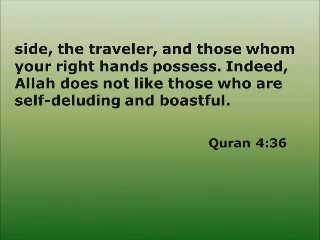 side, the traveler, and those whom
your right hands possess. Indeed,
Allah does not like those who are
self-deluding and boastful.
Quran 4:36